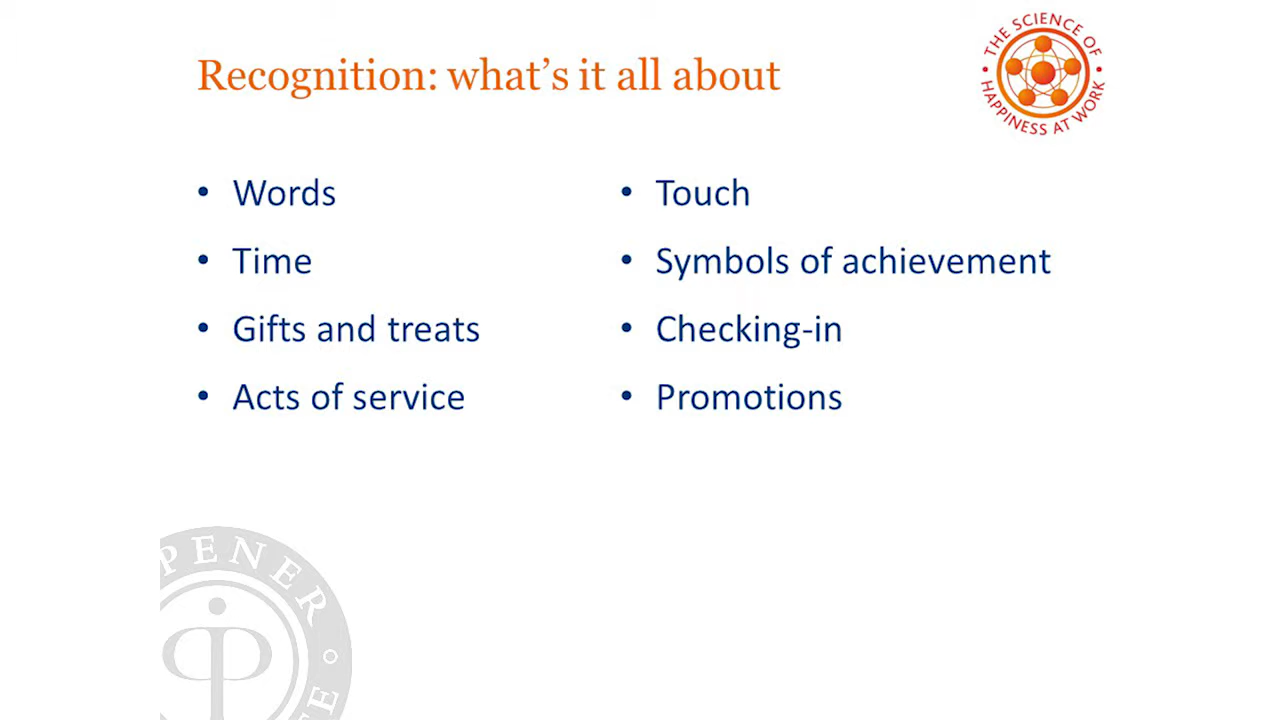 Recognition: what's it all about
THE SCIENCE OF
HAPPINESS AT WORK
• Words
• Time
• Gifts and treats
• Acts of service
• Touch
• Symbols of achievement
• Checking-in
• Promotions
PENER